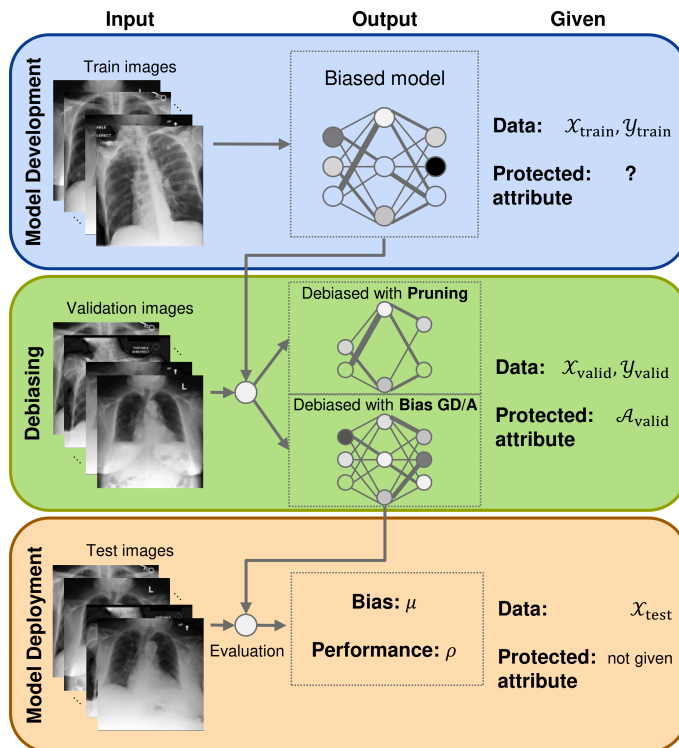 Input Output Given
Model Development
Train images
L
ABLE
ERECT
Biased model
Data: 𝒳train, 𝒴train
Protected: ?
attribute
Debiasing
Validation images
L
Debiased with Pruning
Debiased with Bias GD/A
Data: 𝒳valid, 𝒴valid
Protected: 𝒜valid
attribute
Model Deployment
Test images
L
Evaluation
Bias: μ
Performance: ρ
Data: 𝒳test
Protected: not given
attribute